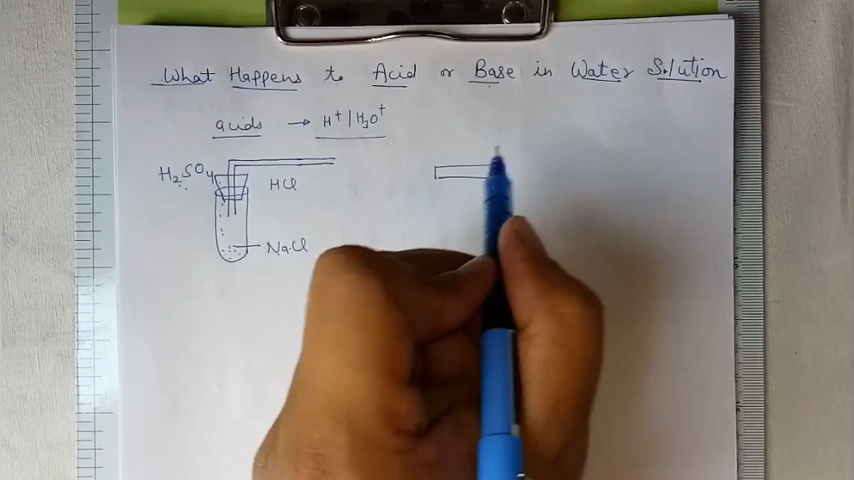 What Happens to Acid or Base in Water Solution
acids → H⁺/H₃O⁺
H₂SO₄
HCl
NaCl